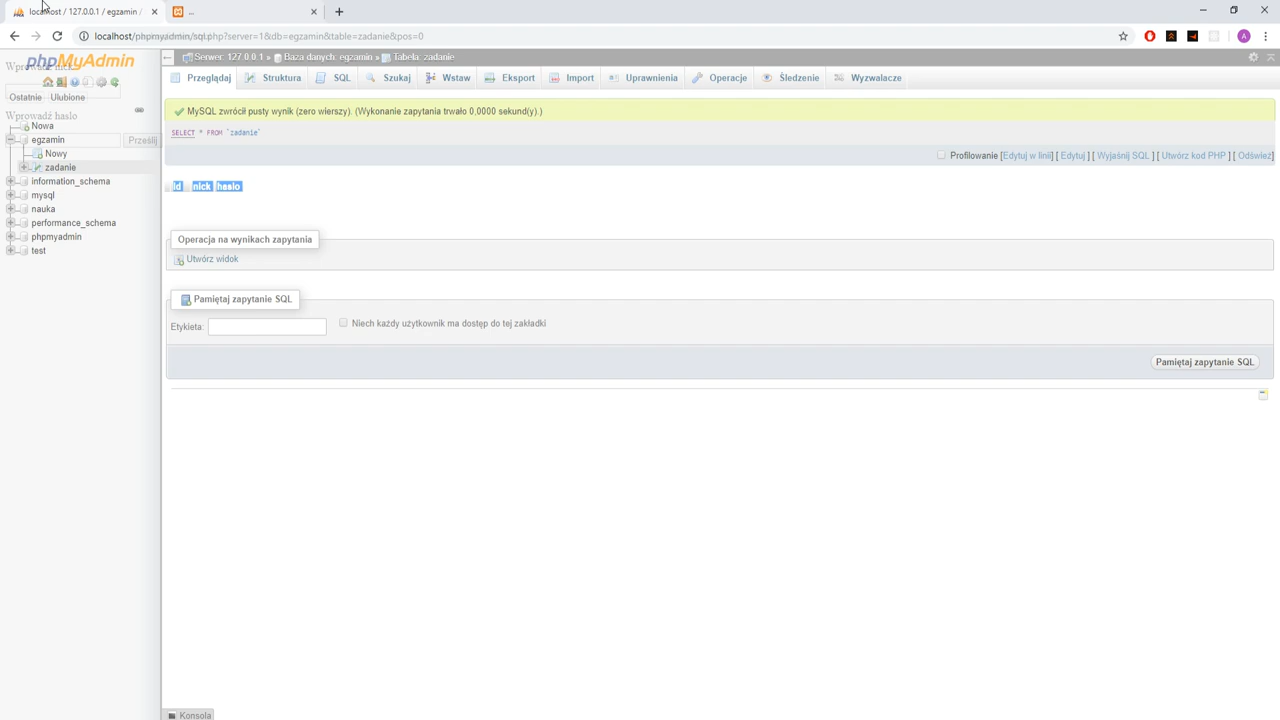 localhost / 127.0.0.1 / egzamin /
...
localhost/phpmyadmin/sql.php?server=1&db=egzamin&table=zadanie&pos=0
A
phpMyAdmin
Ostatnie Ulubione
Wprowadź haslo
Prześlij
Nowa
egzamin
Nowy
zadanie
information_schema
mysql
nauka
performance_schema
phpmyadmin
test
Serwer: 127.0.0.1 » Baza danych: egzamin » Tabela: zadanie
Przeglądaj Struktura SQL Szukaj Wstaw Eksport Import Uprawnienia Operacje Śledzenie Wyzwalacze
MySQL zwrócił pusty wynik (zero wierszy). (Wykonanie zapytania trwało 0,0000 sekund(y).)
SELECT * FROM `zadanie`
Profilowanie [Edytuj w linii] [ Edytuj ] [ Wyjaśnij SQL ] [ Utwórz kod PHP ] [ Odśwież]
id nick haslo
Operacja na wynikach zapytania
Utwórz widok
Pamiętaj zapytanie SQL
Etykieta: Niech każdy użytkownik ma dostęp do tej zakładki
Pamiętaj zapytanie SQL
Konsola